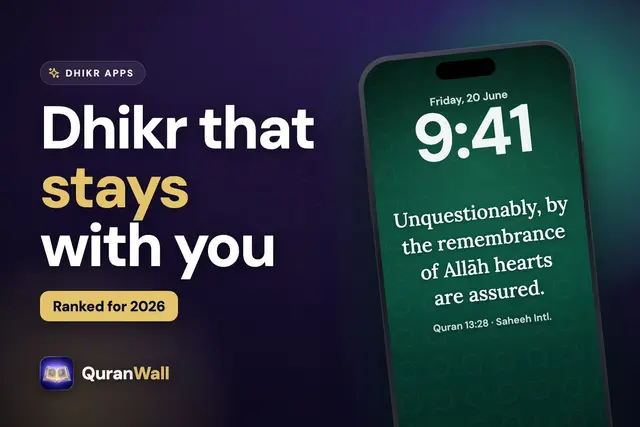 DHIKR APPS
Dhikr that
stays
with you
Ranked for 2026
QuranWall
Friday, 20 June
9:41
Unquestionably, by
the remembrance
of Allāh hearts
are assured.
Quran 13:28 · Saheeh Intl.